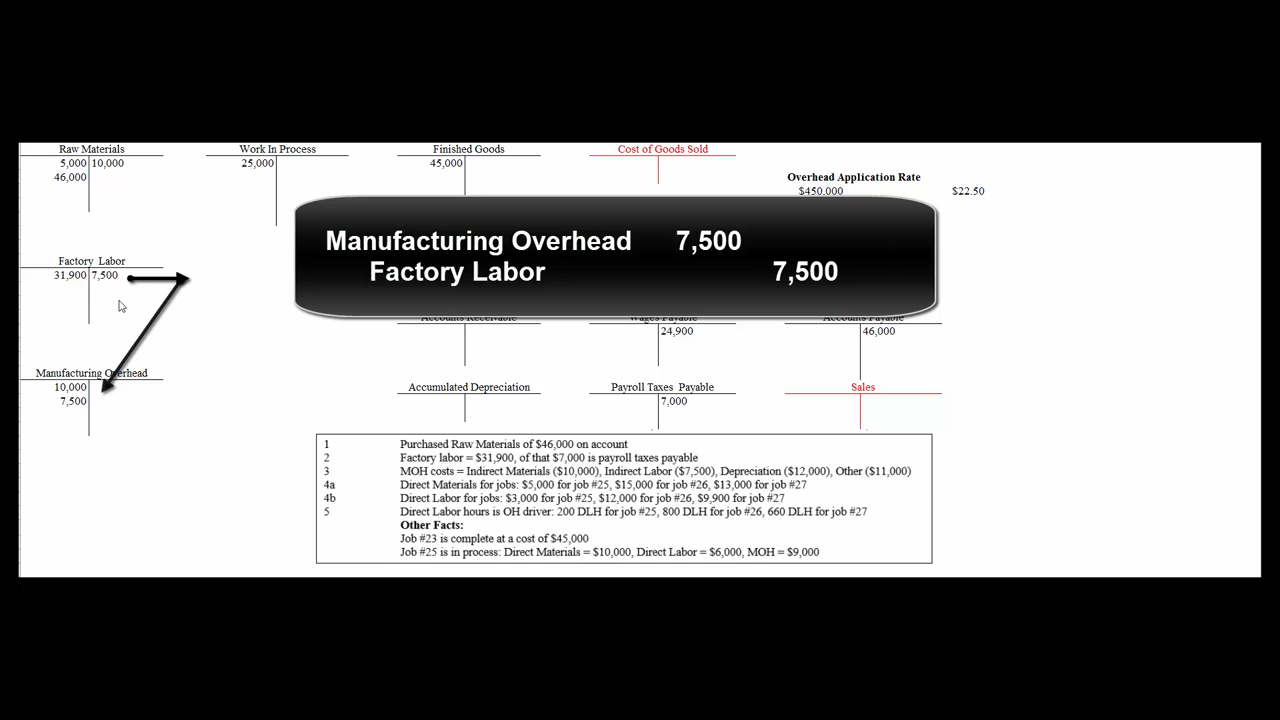 Raw Materials Work In Process Finished Goods Cost of Goods Sold
5,000 10,000 25,000 45,000
46,000
Overhead Application Rate
$450,000 $22.50
Manufacturing Overhead 7,500
Factory Labor 7,500
Factory Labor
31,900 7,500
Accounts Receivable Wages Payable Accounts Payable
24,900 46,000
Manufacturing Overhead
10,000
7,500
Accumulated Depreciation Payroll Taxes Payable Sales
7,000
1 Purchased Raw Materials of $46,000 on account
2 Factory labor = $31,900, of that $7,000 is payroll taxes payable
3 MOH costs = Indirect Materials ($10,000), Indirect Labor ($7,500), Depreciation ($12,000), Other ($11,000)
4a Direct Materials for jobs: $5,000 for job #25, $15,000 for job #26, $13,000 for job #27
4b Direct Labor for jobs: $3,000 for job #25, $12,000 for job #26, $9,900 for job #27
5 Direct Labor hours is OH driver: 200 DLH for job #25, 800 DLH for job #26, 660 DLH for job #27
Other Facts:
Job #23 is complete at a cost of $45,000
Job #25 is in process: Direct Materials = $10,000, Direct Labor = $6,000, MOH = $9,000